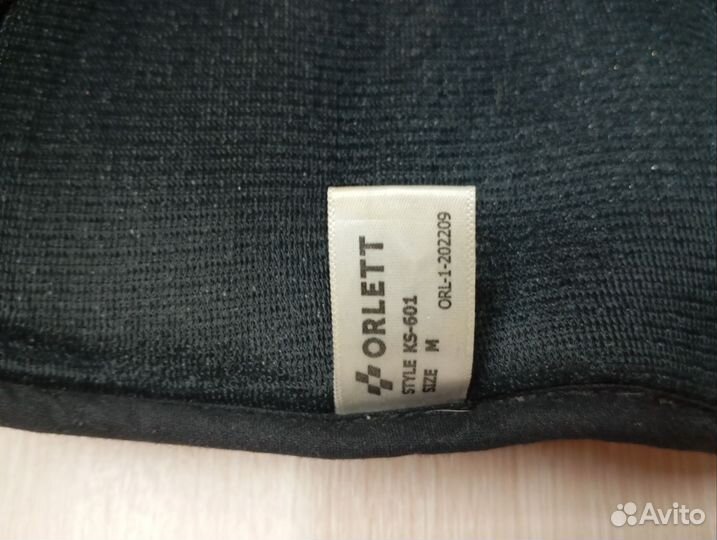 ORLETT
STYLE KS-601
SIZE M
ORL-1-202209
Avito